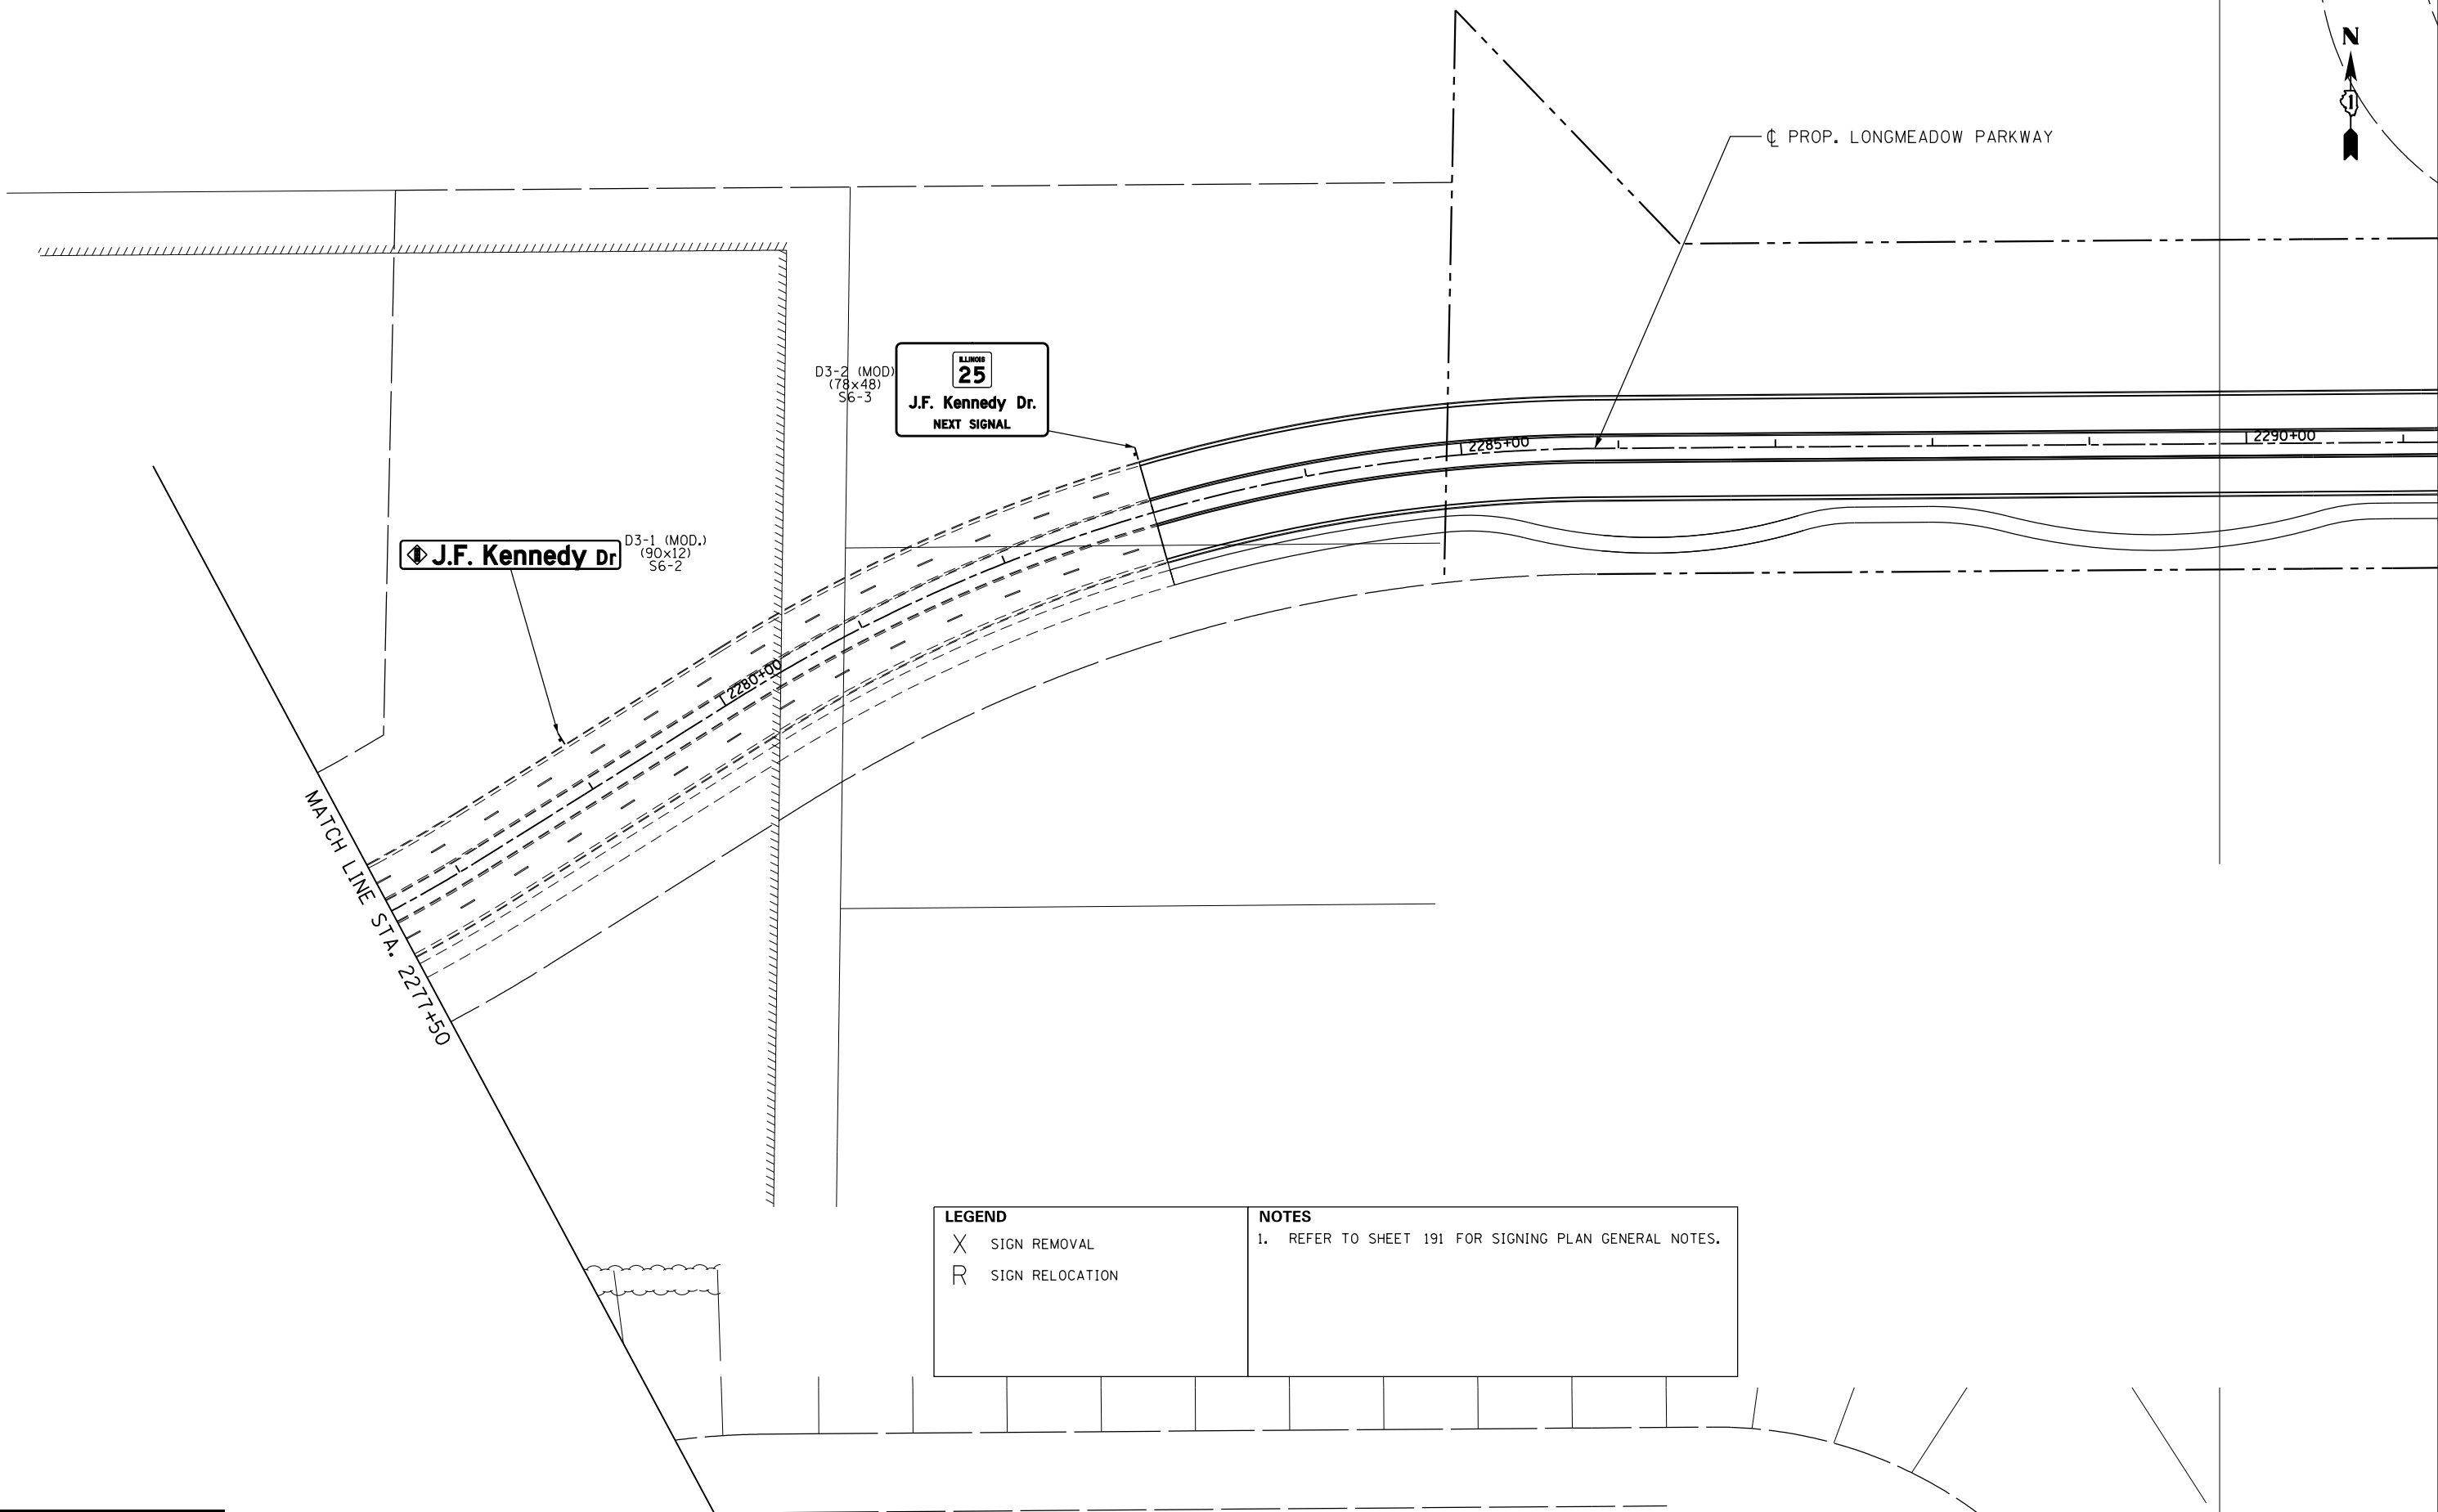 N
1
℄ PROP. LONGMEADOW PARKWAY
D3-2 (MOD)
(78x48)
S6-3
ILLINOIS
25
J.F. Kennedy Dr.
NEXT SIGNAL
2285+00
2290+00
J.F. Kennedy Dr
D3-1 (MOD.)
(90x12)
S6-2
2280+00
MATCH LINE STA. 2277+50
LEGEND
X SIGN REMOVAL
R SIGN RELOCATION
NOTES
1. REFER TO SHEET 191 FOR SIGNING PLAN GENERAL NOTES.